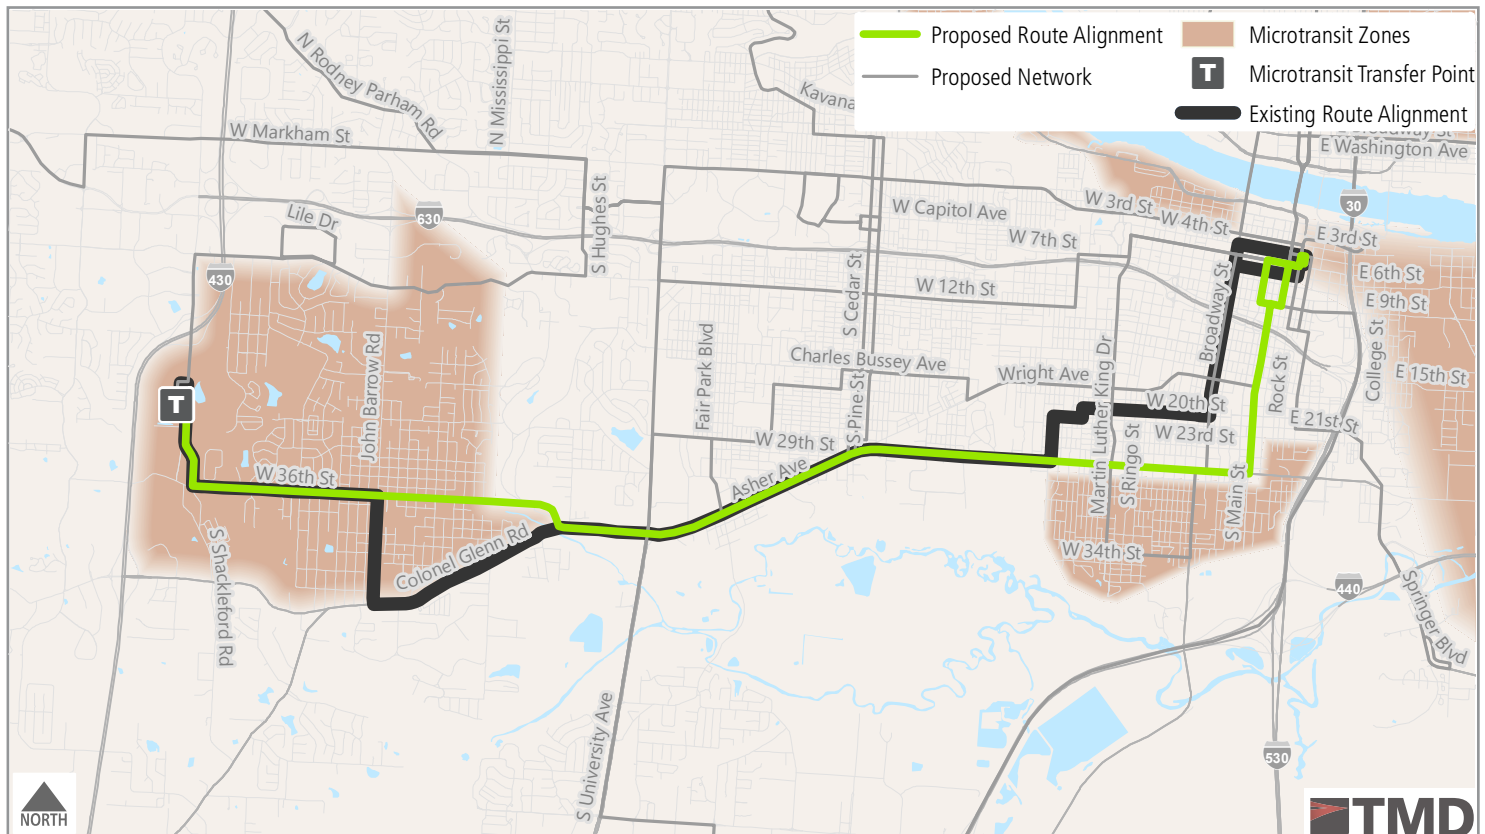 Proposed Route Alignment
Proposed Network
Microtransit Zones
T
Microtransit Transfer Point
Existing Route Alignment
N Rodney Parham Rd
N Mississippi St
W Markham St
Kavana
E Washington Ave
Lile Dr
630
S Hughes St
W Capitol Ave
W 7th St
W 3rd St
W 4th St
30
E 3rd St
430
W 12th St
S Cedar St
Broadway St
E 6th St
E 9th St
College St
John Barrow Rd
Fair Park Blvd
Charles Bussey Ave
Wright Ave
Martin Luther King Dr
Rock St
E 15th St
T
S Pine St
W 20th St
E 21st St
W 29th St
W 23rd St
S Ringo St
W 36th St
Asher Ave
S Main St
S Shackleford Rd
Colonel Glenn Rd
W 34th St
440
Springer Blvd
S University Ave
530
NORTH
TMD